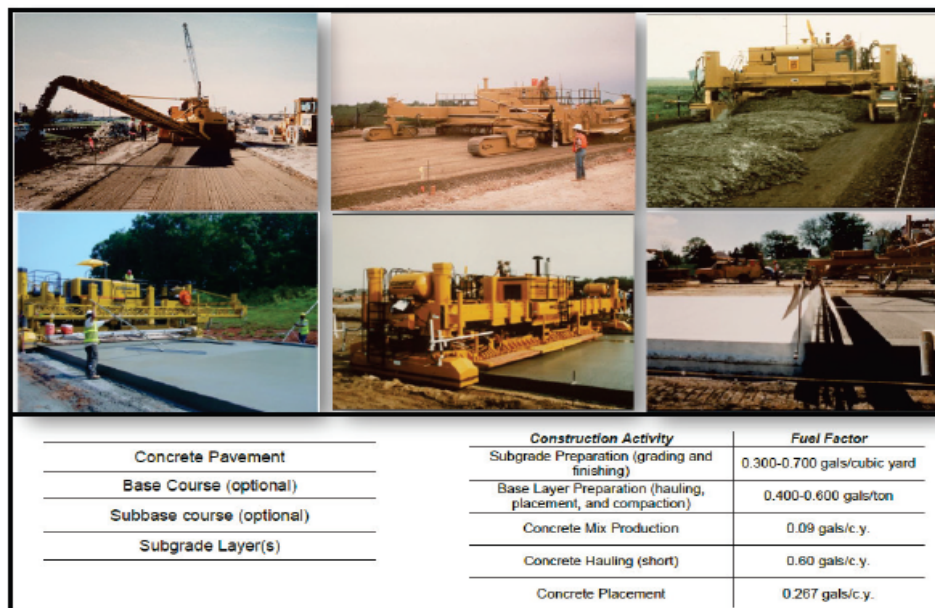 Concrete Pavement
Base Course (optional)
Subbase course (optional)
Subgrade Layer(s)
Construction Activity Fuel Factor
Subgrade Preparation (grading and
finishing) 0.300-0.700 gals/cubic yard
Base Layer Preparation (hauling,
placement, and compaction) 0.400-0.600 gals/ton
Concrete Mix Production 0.09 gals/c.y.
Concrete Hauling (short) 0.60 gals/c.y.
Concrete Placement 0.267 gals/c.y.